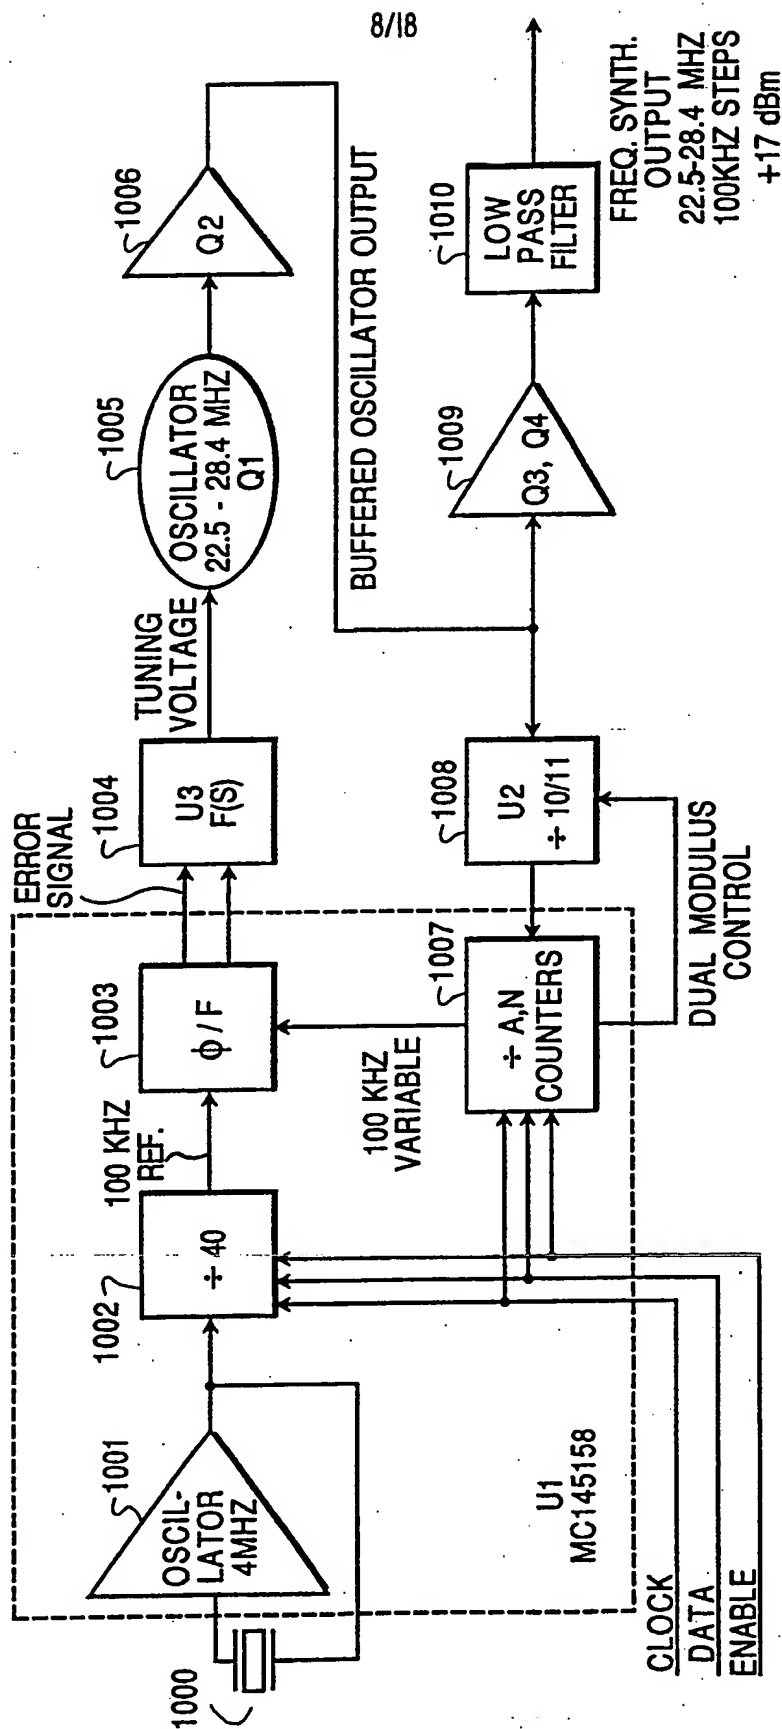 8/18
1000
1001
OSCIL-
LATOR
4MHZ
1002
÷ 40
100 KHZ
REF.
1003
ϕ / F
ERROR
SIGNAL
1004
U3
F(S)
TUNING
VOLTAGE
1005
OSCILLATOR
22.5 - 28.4 MHZ
Q1
1006
Q2
BUFFERED OSCILLATOR OUTPUT
U1
MC145158
100 KHZ
VARIABLE
1007
÷ A,N
COUNTERS
1008
U2
÷ 10/11
1009
Q3, Q4
1010
LOW
PASS
FILTER
FREQ. SYNTH.
OUTPUT
22.5-28.4 MHZ
100KHZ STEPS
+17 dBm
DUAL MODULUS
CONTROL
CLOCK
DATA
ENABLE